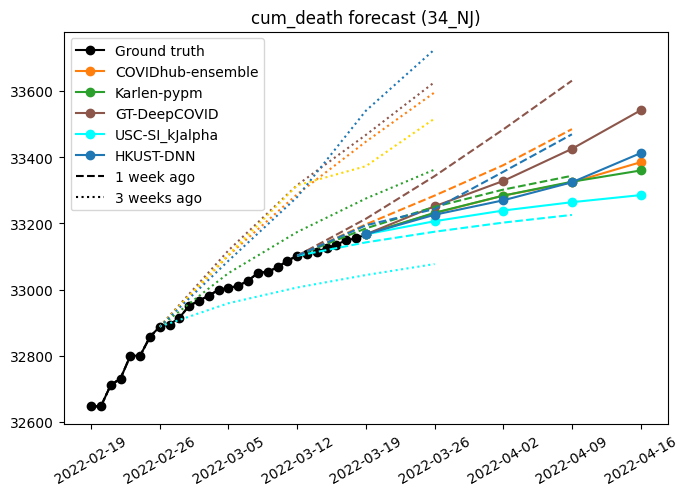 cum_death forecast (34_NJ)
Ground truth
COVIDhub-ensemble
Karlen-pypm
GT-DeepCOVID
USC-SI_kJalpha
HKUST-DNN
1 week ago
3 weeks ago
33600
33400
33200
33000
32800
32600
2022-02-19
2022-02-26
2022-03-05
2022-03-12
2022-03-19
2022-03-26
2022-04-02
2022-04-09
2022-04-16